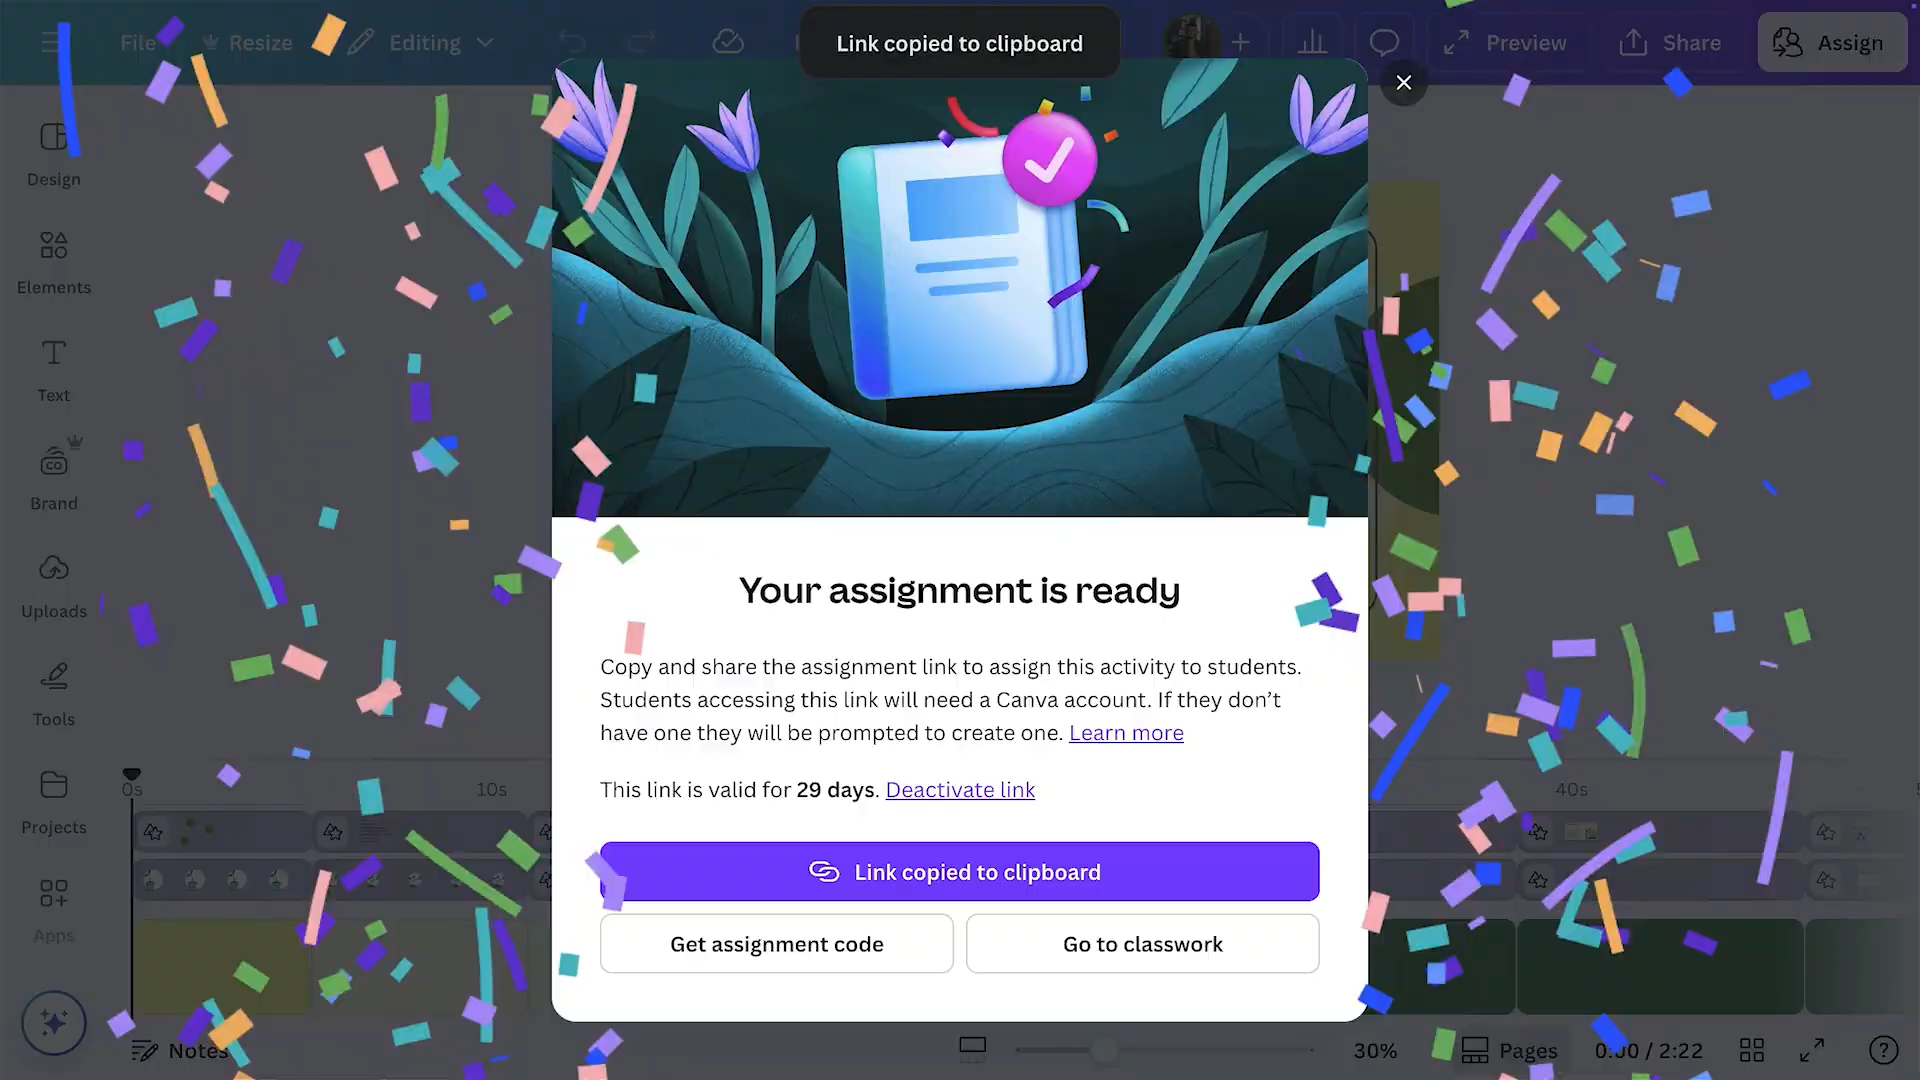 Link copied to clipboard
File
Resize
Editing
Preview
Share
Assign
Design
Elements
Text
CO
Brand
Uploads
Tools
Projects
Apps
Your assignment is ready
Copy and share the assignment link to assign this activity to students.
Students accessing this link will need a Canva account. If they don’t
have one they will be prompted to create one. Learn more
This link is valid for 29 days. Deactivate link
Link copied to clipboard
Get assignment code
Go to classwork
0s
10s
40s
Notes
30%
Pages
0:00 / 2:22